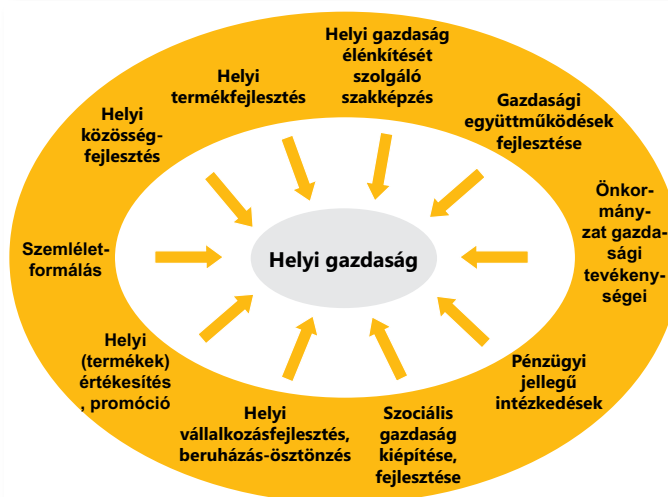 Helyi gazdaság
élénkítését
szolgáló
szakképzés
Helyi
termékfejlesztés
Gazdasági
együttműködések
fejlesztése
Helyi
közösség-
fejlesztés
Önkor-
mány-
zat gazda-
sági
tevékeny-
ségei
Szemlélet-
formálás
Helyi gazdaság
Helyi
(termékek)
értékesítés
, promóció
Pénzügyi
jellegű
intézkedések
Helyi
vállalkozásfejlesztés,
beruházás-ösztönzés
Szociális
gazdaság
kiépítése,
fejlesztése